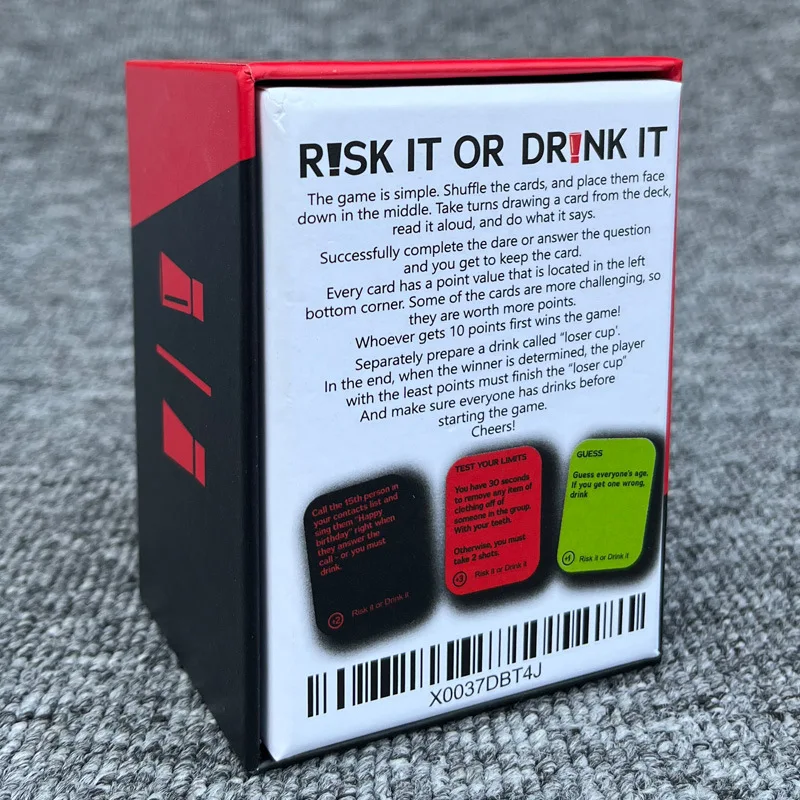 R!SK IT OR DR!NK IT
The game is simple. Shuffle the cards, and place them face
down in the middle. Take turns drawing a card from the deck,
read it aloud, and do what it says.
Successfully complete the dare or answer the question
and you get to keep the card.
Every card has a point value that is located in the left
bottom corner. Some of the cards are more challenging, so
they are worth more points.
Whoever gets 10 points first wins the game!
Separately prepare a drink called "loser cup'.
In the end, when the winner is determined, the player
with the least points must finish the "loser cup"
And make sure everyone has drinks before
starting the game.
Cheers!
Call the 15th person in
your contacts list and
sing them "Happy
birthday" right when
they answer the
call - or you must
drink.
+2 Risk it or Drink it
TEST YOUR LIMITS
You have 30 seconds
to remove any item of
clothing off of
someone in the group.
With your teeth.
Otherwise, you must
take 2 shots.
+3 Risk it or Drink it
GUESS
Guess everyone's age.
If you get one wrong,
drink
+1 Risk it or Drink it
X0037DBT4J